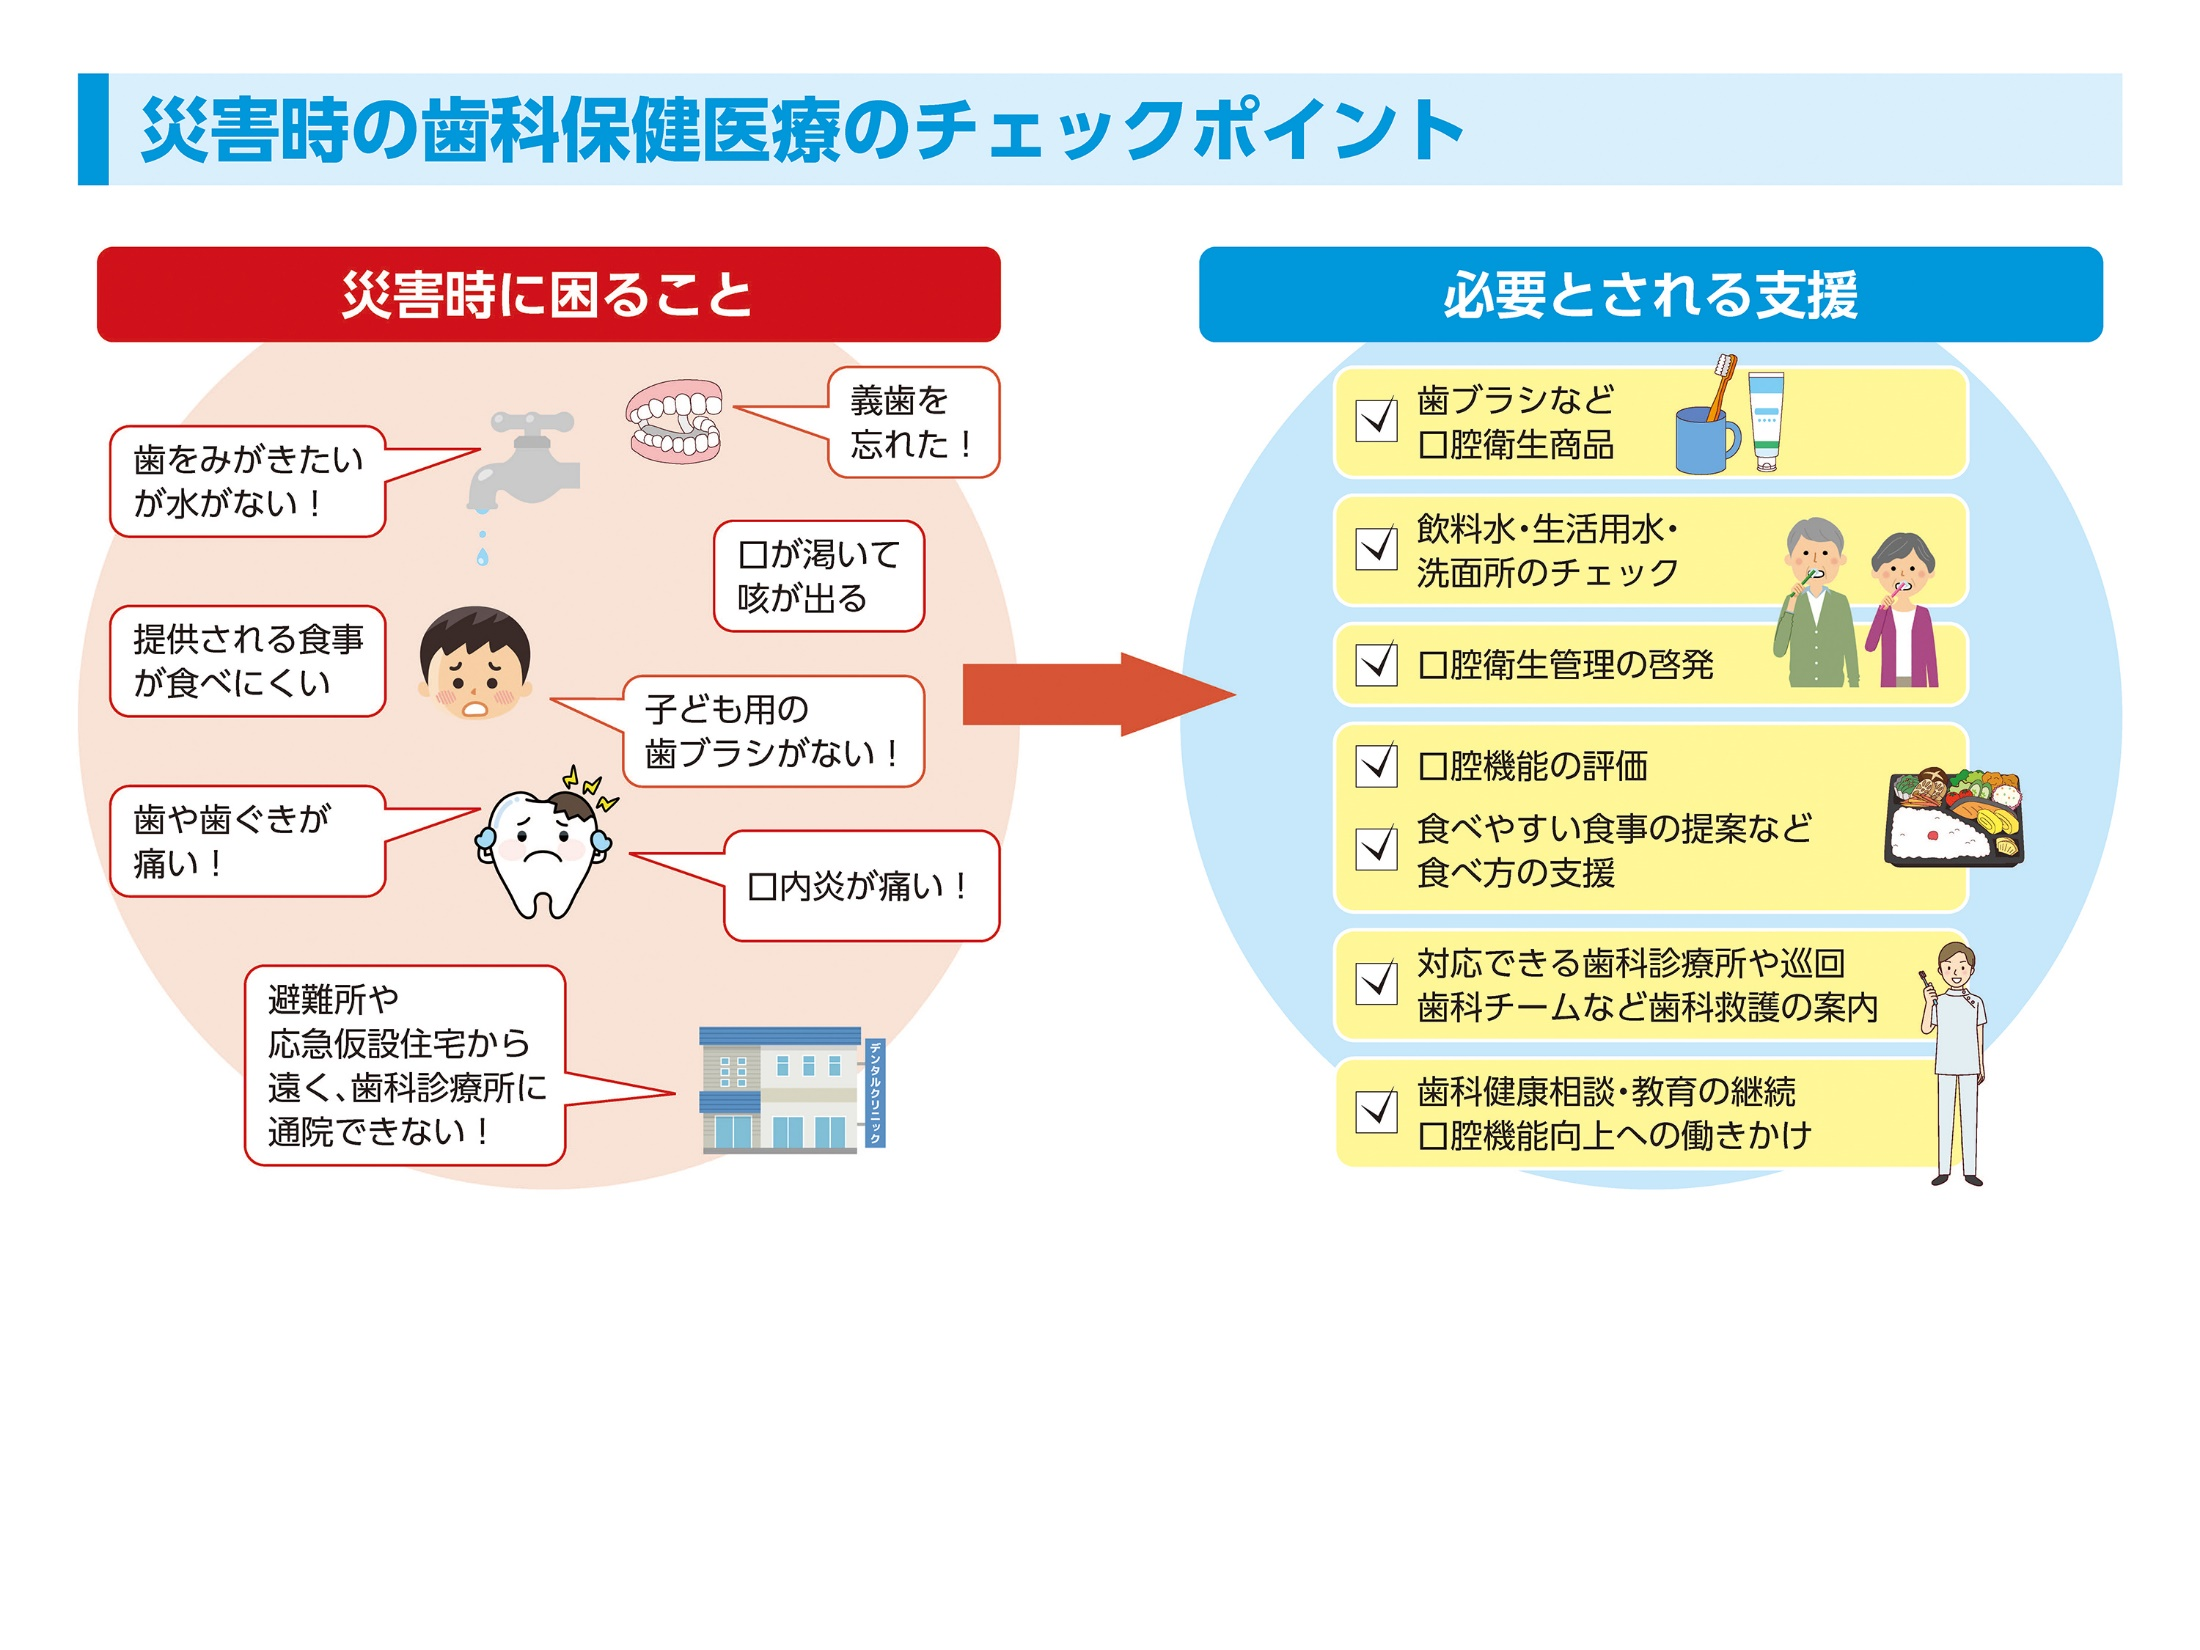 災害時の歯科保健医療のチェックポイント
災害時に困ること
歯をみがきたい
が水がない！
義歯を
忘れた！
口が渇いて
咳が出る
提供される食事
が食べにくい
子ども用の
歯ブラシがない！
歯や歯ぐきが
痛い！
口内炎が痛い！
避難所や
応急仮設住宅から
遠く、歯科診療所に
通院できない！
デンタルクリニック
必要とされる支援
歯ブラシなど
口腔衛生商品
飲料水・生活用水・
洗面所のチェック
口腔衛生管理の啓発
口腔機能の評価
食べやすい食事の提案など
食べ方の支援
対応できる歯科診療所や巡回
歯科チームなど歯科救護の案内
歯科健康相談・教育の継続
口腔機能向上への働きかけ